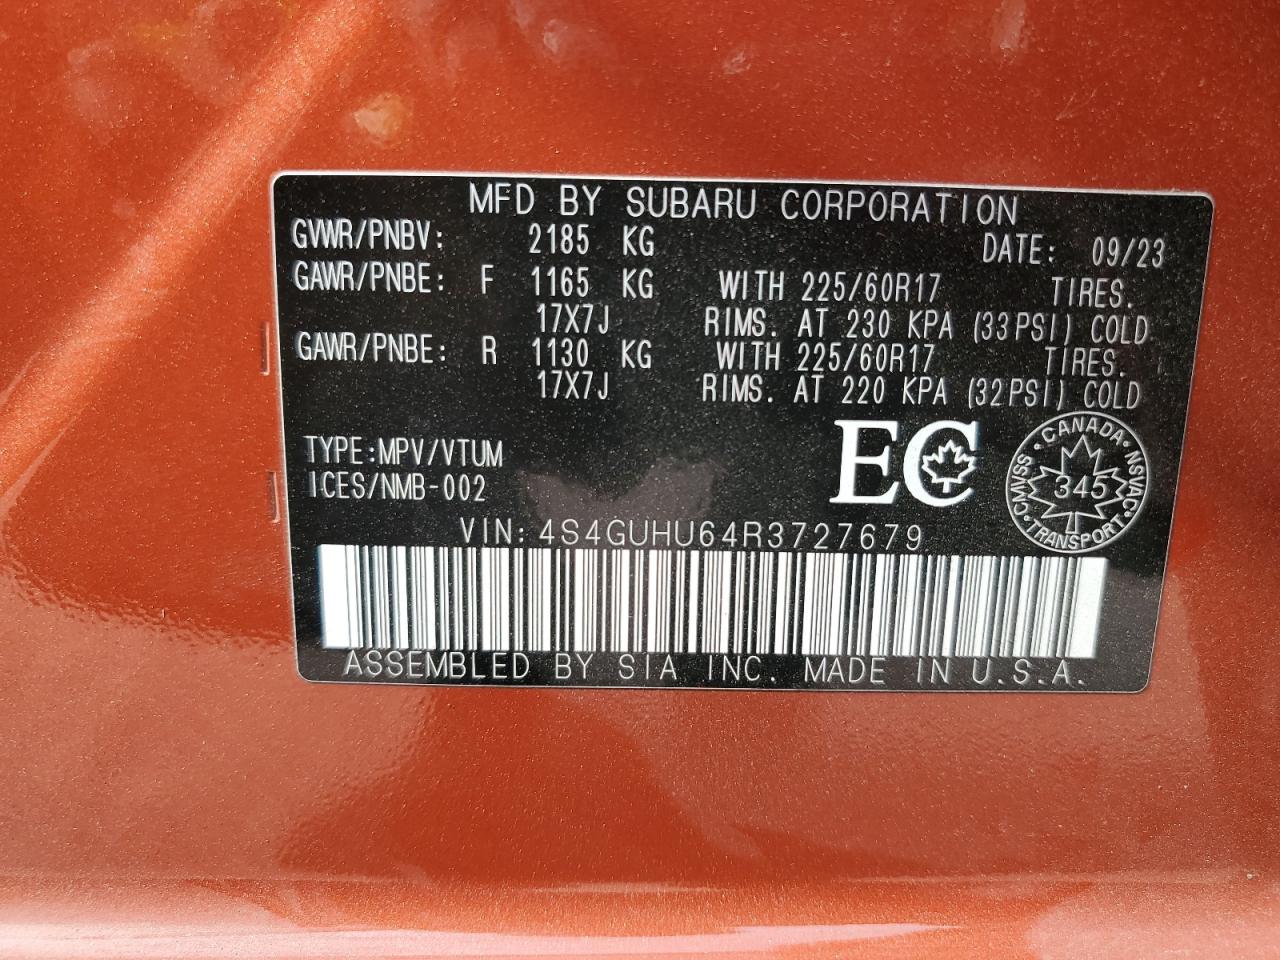 MFD BY SUBARU CORPORATION
GVWR/PNBV: 2185 KG DATE: 09/23
GAWR/PNBE: F 1165 KG WITH 225/60R17 TIRES.
17X7J RIMS. AT 230 KPA (33PSI) COLD
GAWR/PNBE: R 1130 KG WITH 225/60R17 TIRES.
17X7J RIMS. AT 220 KPA (32PSI) COLD
TYPE:MPV/VTUM
ICES/NMB-002
EC
CANADA
CMVSS 345 NSVAC
TRANSPORT
VIN: 4S4GUHU64R3727679
ASSEMBLED BY SIA INC. MADE IN U.S.A.